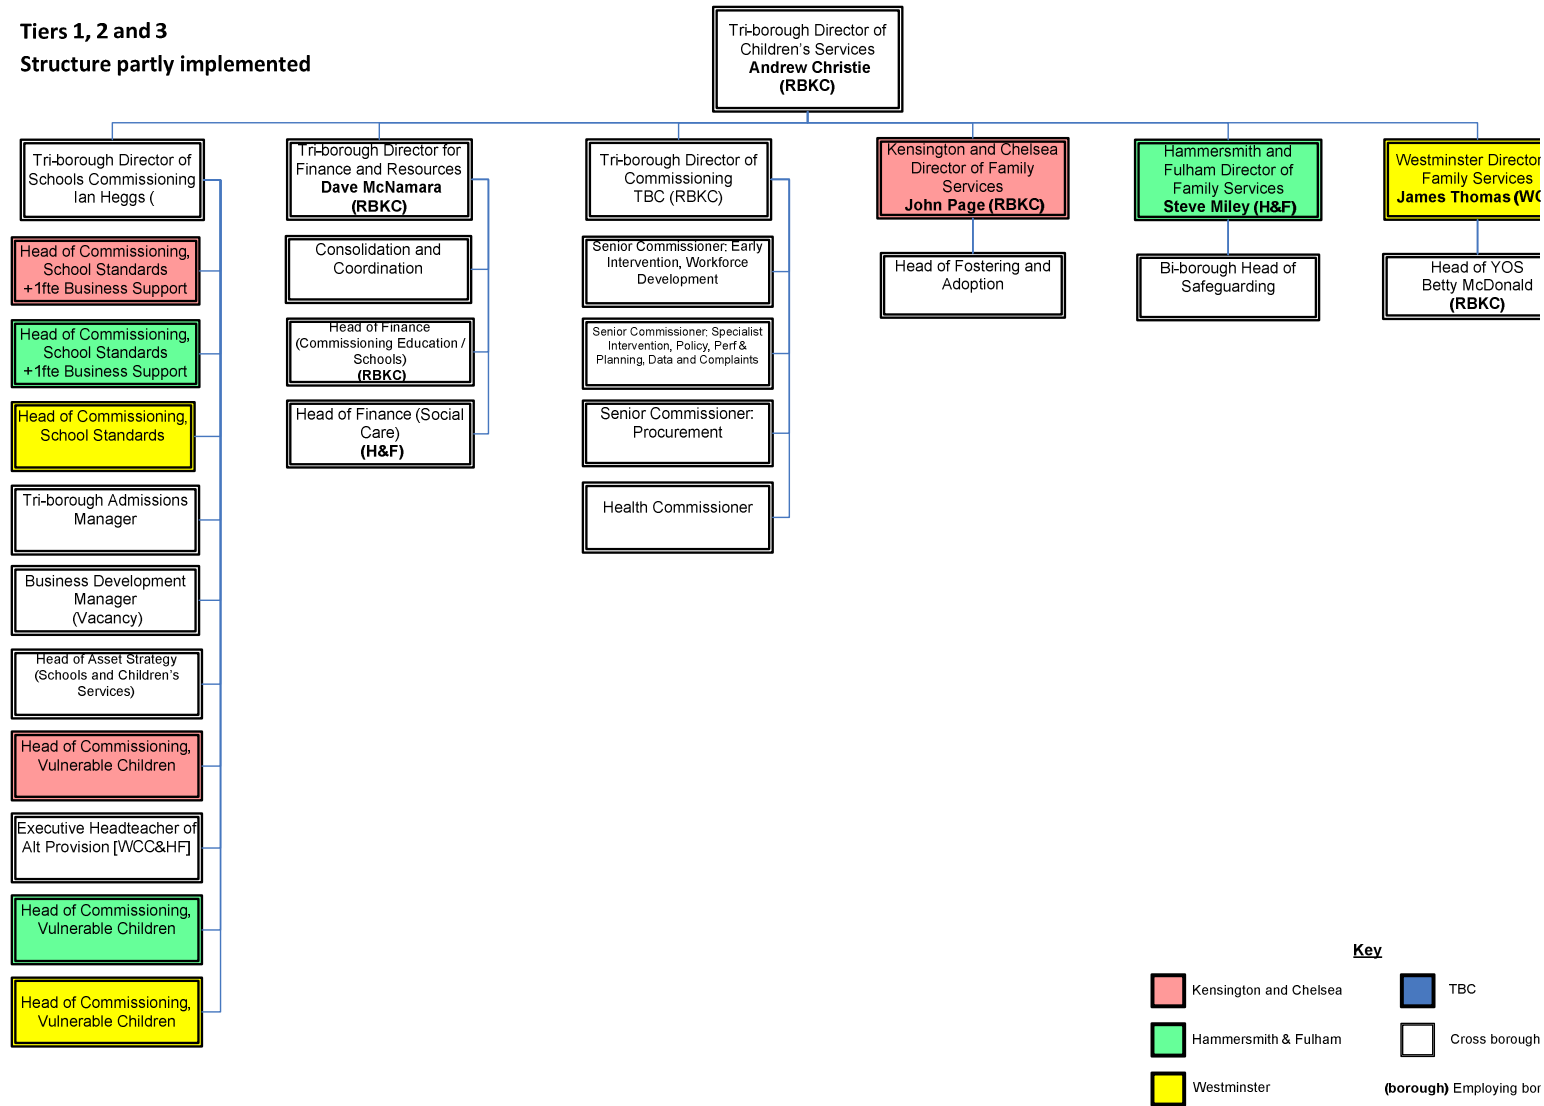 Tiers 1, 2 and 3
Structure partly implemented
Tri-borough Director of
Children's Services
Andrew Christie
(RBKC)
Tri-borough Director of
Schools Commissioning
Ian Heggs (
Tri-borough Director for
Finance and Resources
Dave McNamara
(RBKC)
Tri-borough Director of
Commissioning
TBC (RBKC)
Kensington and Chelsea
Director of Family
Services
John Page (RBKC)
Hammersmith and
Fulham Director of
Family Services
Steve Miley (H&F)
Westminster Director
Family Services
James Thomas
Head of Commissioning,
School Standards
+1fte Business Support
Head of Commissioning,
School Standards
+1fte Business Support
Head of Commissioning,
School Standards
Tri-borough Admissions
Manager
Business Development
Manager
(Vacancy)
Head of Asset Strategy
(Schools and Children's
Services)
Head of Commissioning,
Vulnerable Children
Executive Headteacher of
Alt Provision [WCC&HF]
Head of Commissioning,
Vulnerable Children
Head of Commissioning,
Vulnerable Children
Consolidation and
Coordination
Head of Finance
(Commissioning Education /
Schools)
(RBKC)
Head of Finance (Social
Care)
(H&F)
Senior Commissioner: Early
Intervention, Workforce
Development
Senior Commissioner: Specialist
Intervention, Policy, Perf &
Planning, Data and Complaints
Senior Commissioner:
Procurement
Health Commissioner
Head of Fostering and
Adoption
Bi-borough Head of
Safeguarding
Head of YOS
Betty McDonald
(RBKC)
Key
Kensington and Chelsea
TBC
Hammersmith & Fulham
Cross borough
Westminster
(borough) Employing